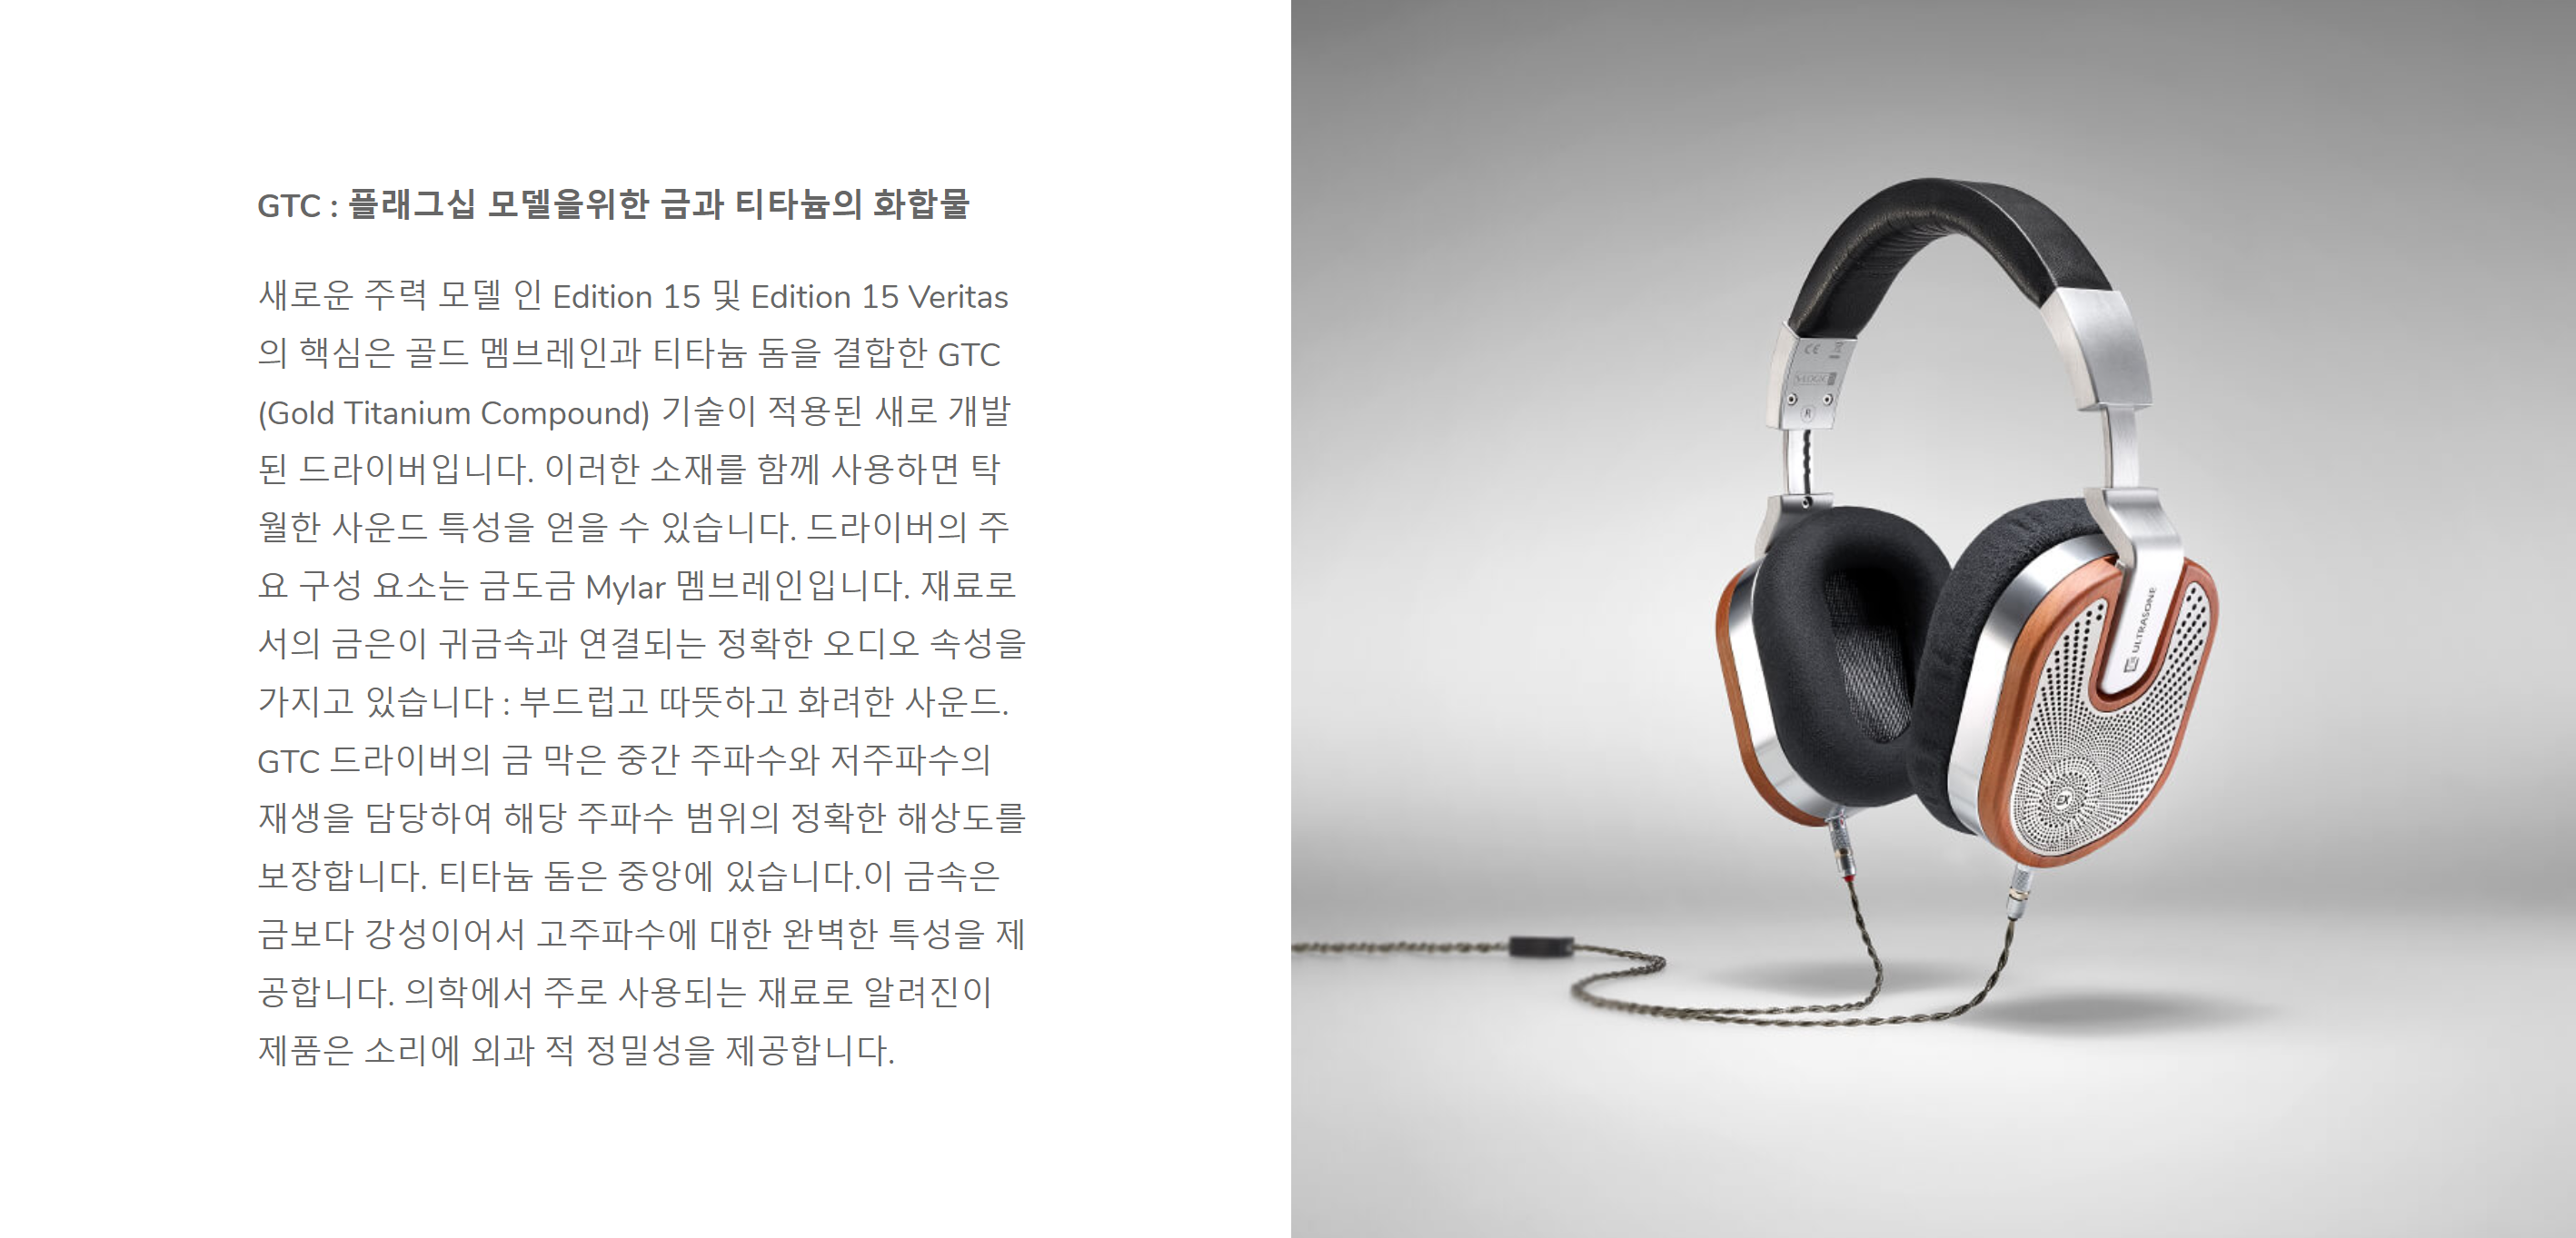 GTC : 플래그십 모델을위한 금과 티타늄의 화합물
새로운 주력 모델 인 Edition 15 및 Edition 15 Veritas
의 핵심은 골드 멤브레인과 티타늄 돔을 결합한 GTC
(Gold Titanium Compound) 기술이 적용된 새로 개발
된 드라이버입니다. 이러한 소재를 함께 사용하면 탁
월한 사운드 특성을 얻을 수 있습니다. 드라이버의 주
요 구성 요소는 금도금 Mylar 멤브레인입니다. 재료로
서의 금은이 귀금속과 연결되는 정확한 오디오 속성을
가지고 있습니다 : 부드럽고 따뜻하고 화려한 사운드.
GTC 드라이버의 금 막은 중간 주파수와 저주파수의
재생을 담당하여 해당 주파수 범위의 정확한 해상도를
보장합니다. 티타늄 돔은 중앙에 있습니다.이 금속은
금보다 강성이어서 고주파수에 대한 완벽한 특성을 제
공합니다. 의학에서 주로 사용되는 재료로 알려진이
제품은 소리에 외과 적 정밀성을 제공합니다.
CE
R
ULTRASONE
EX